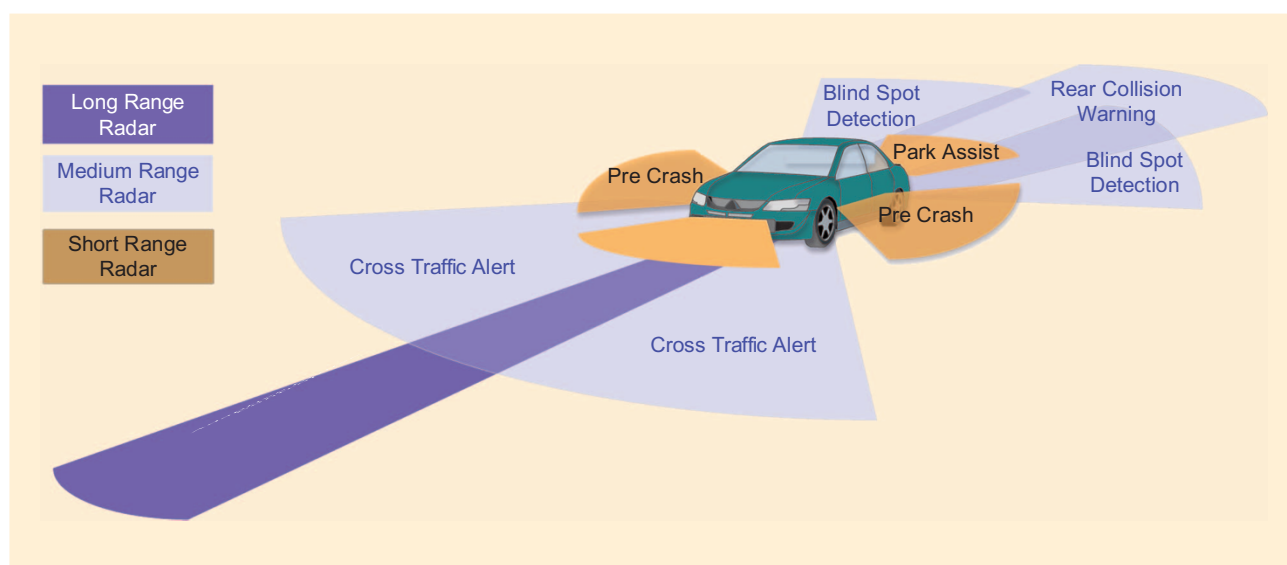 Long Range
Radar
Medium Range
Radar
Short Range
Radar
Blind Spot
Detection
Rear Collision
Warning
Park Assist
Blind Spot
Detection
Pre Crash
Pre Crash
Cross Traffic Alert
Cross Traffic Alert